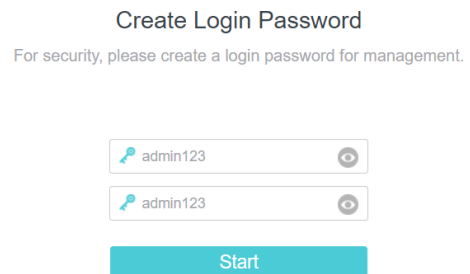 Create Login Password
For security, please create a login password for management.
admin123
admin123
Start